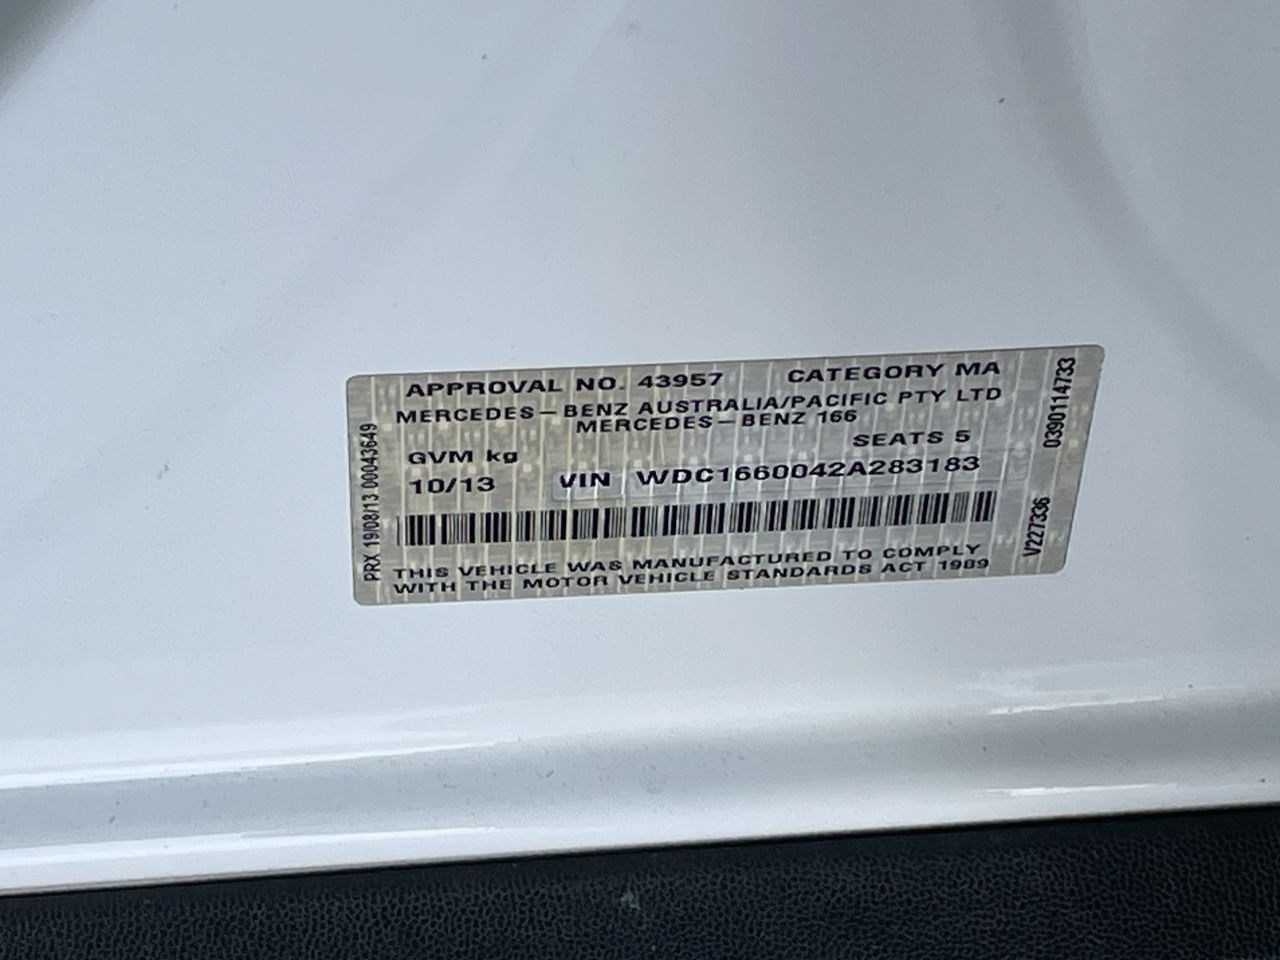 APPROVAL NO. 43957 CATEGORY MA
MERCEDES-BENZ AUSTRALIA/PACIFIC PTY LTD
MERCEDES-BENZ 166
SEATS 5
GVM kg
10/13 VIN WDC1660042A283183
THIS VEHICLE WAS MANUFACTURED TO COMPLY
WITH THE MOTOR VEHICLE STANDARDS ACT 1989
PRX 19/08/13 00043649
0390114733
V227336